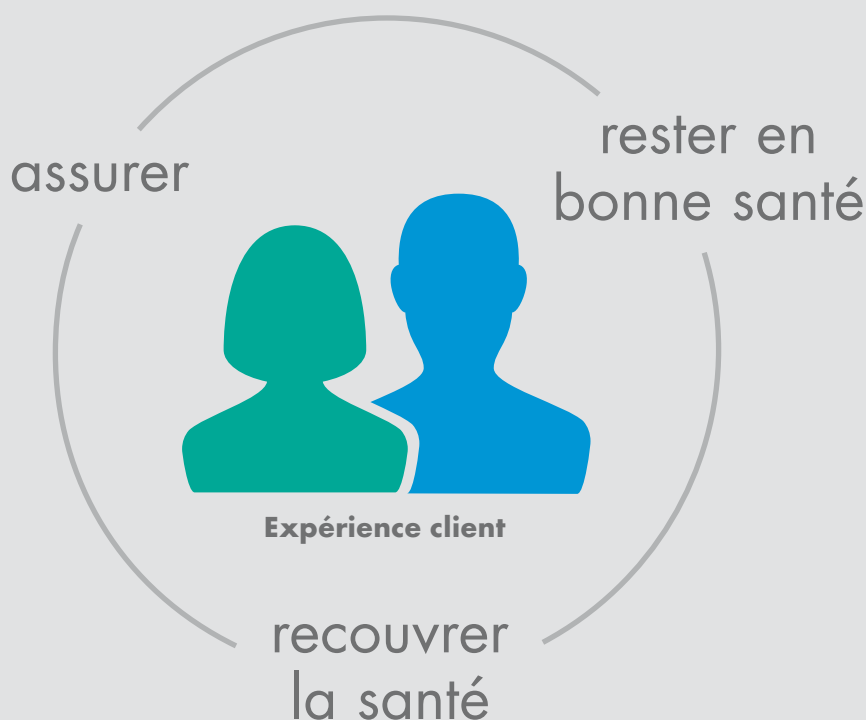 assurer
rester en
bonne santé
Expérience client
recouvrer
la santé